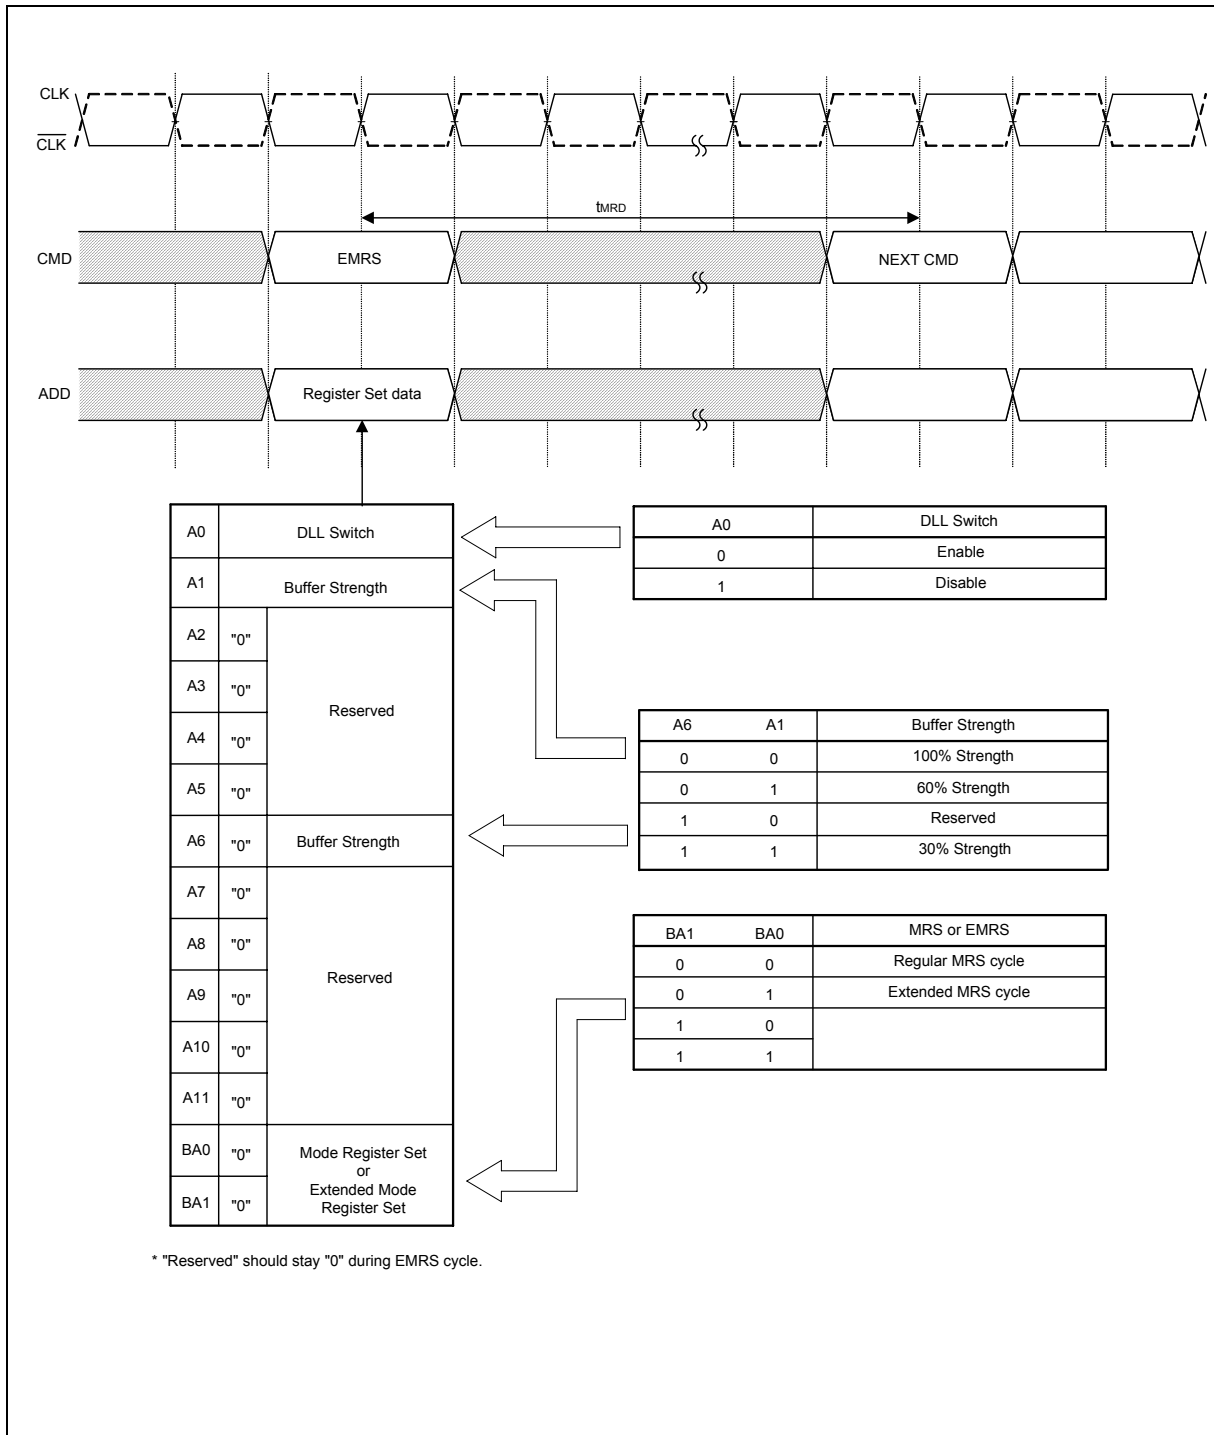 CLK
CLK
tMRD
CMD
EMRS
NEXT CMD
ADD
Register Set data
A0 DLL Switch
A1 Buffer Strength
A2 "0"
A3 "0"
Reserved
A4 "0"
A5 "0"
A6 "0" Buffer Strength
A7 "0"
A8 "0"
Reserved
A9 "0"
A10 "0"
A11 "0"
BA0 "0"
BA1 "0"
Mode Register Set
or
Extended Mode
Register Set
A0 DLL Switch
0 Enable
1 Disable
A6 A1 Buffer Strength
0 0 100% Strength
0 1 60% Strength
1 0 Reserved
1 1 30% Strength
BA1 BA0 MRS or EMRS
0 0 Regular MRS cycle
0 1 Extended MRS cycle
1 0
1 1
* "Reserved" should stay "0" during EMRS cycle.